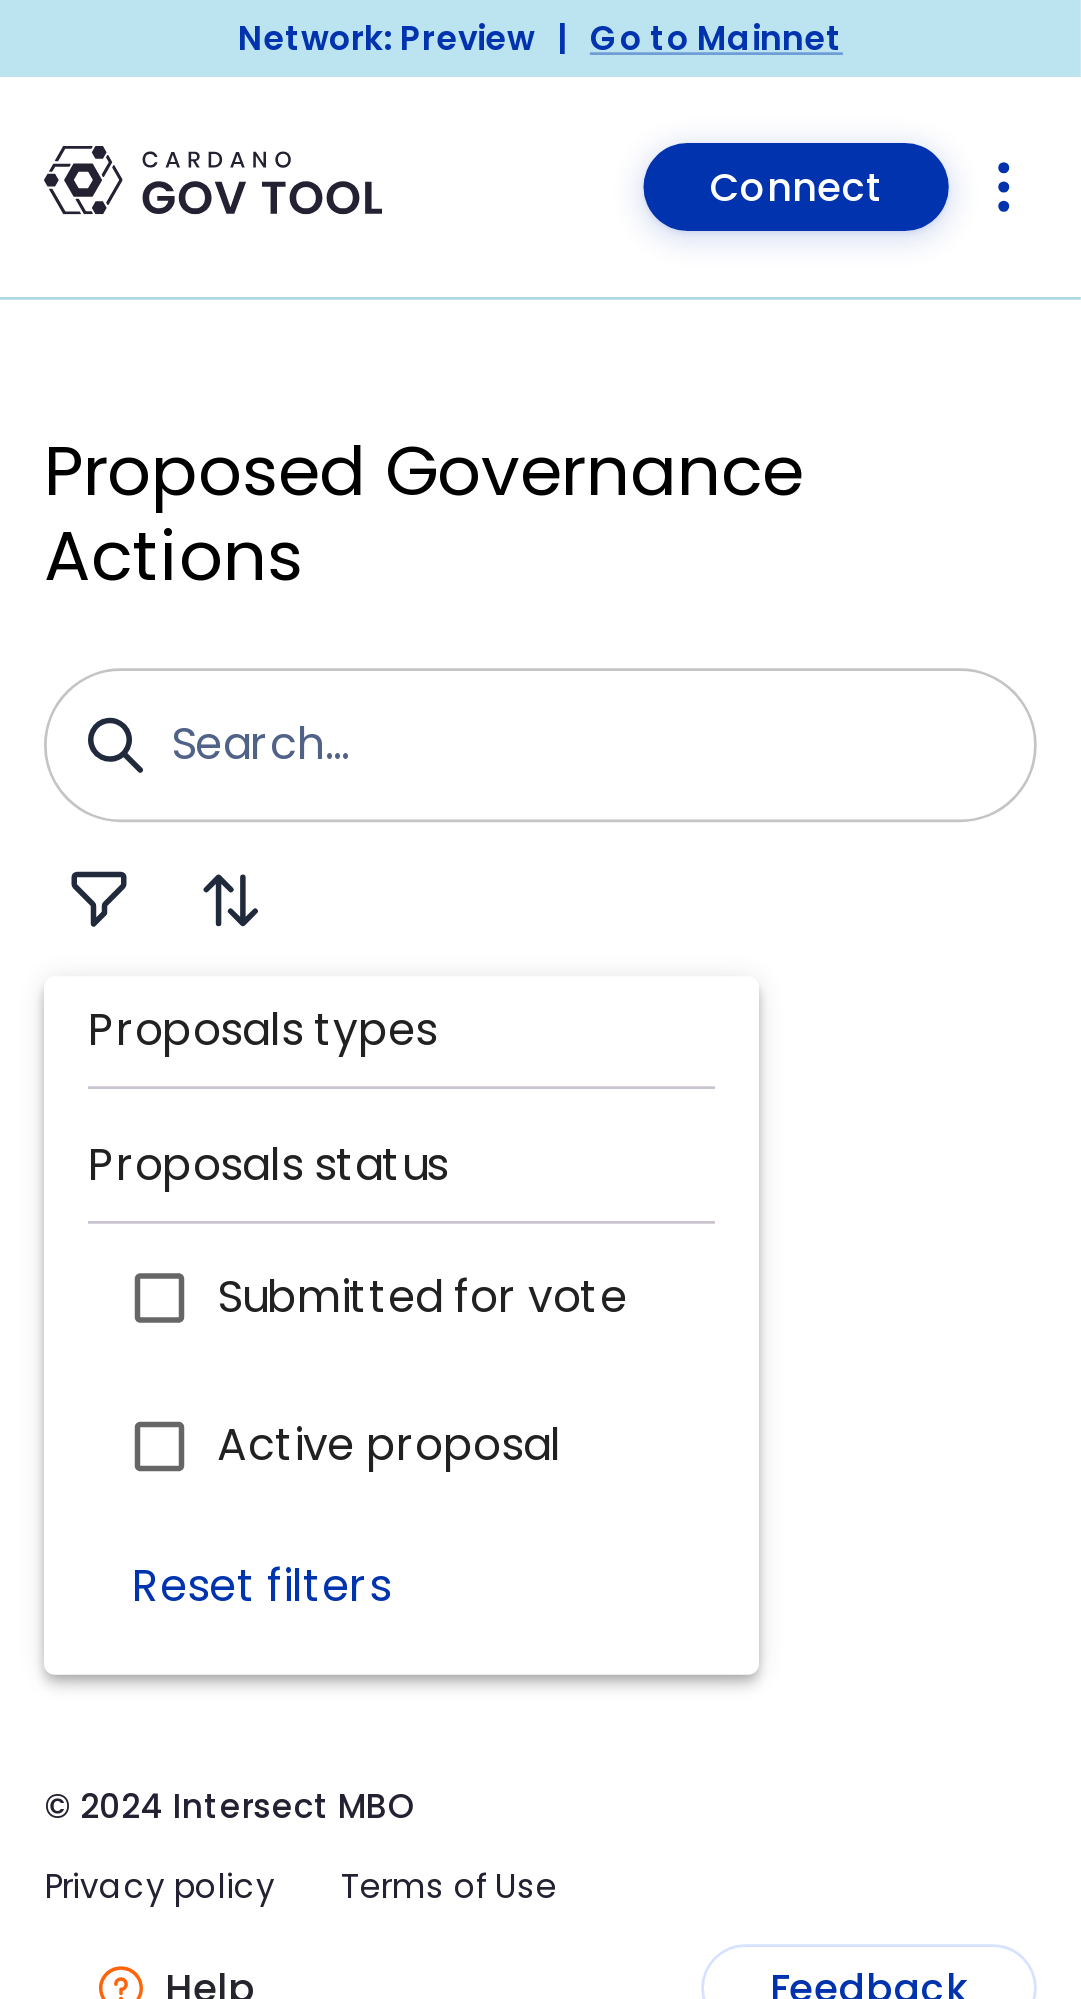 Network: Preview | Go to Mainnet
CARDANO
GOV TOOL
Connect
Proposed Governance
Actions
Search...
Proposals types
Proposals status
Submitted for vote
Active proposal
Reset filters
© 2024 Intersect MBO
Privacy policy Terms of Use
Help Feedback